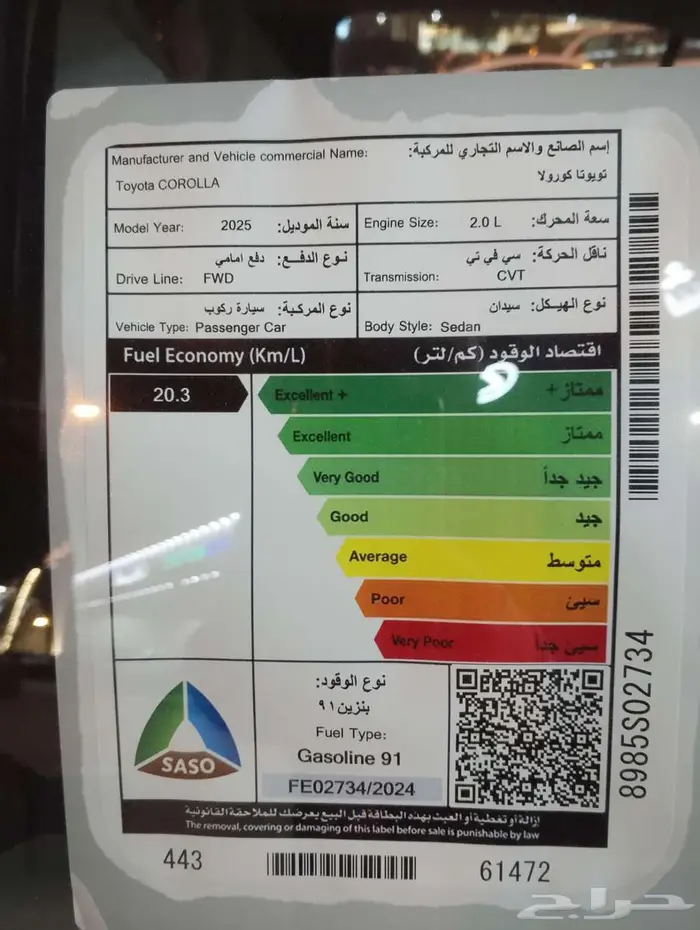 Manufacturer and Vehicle commercial Name: إسم الصانع والاسم التجاري للمركبة:
Toyota COROLLA تويوتا كورولا
Model Year: 2025 سنة الموديل: Engine Size: 2.0 L سعة المحرك:
نوع الدفـــع: دفع امامي ناقل الحركة: سي في تي
Drive Line: FWD Transmission: CVT
نوع المركبة: سيارة ركوب نوع الهيكل: سيدان
Vehicle Type: Passenger Car Body Style: Sedan
Fuel Economy (Km/L) اقتصاد الوقود (كم/لتر)
20.3 Excellent + ممتاز +
Excellent ممتاز
Very Good جيد جداً
Good جيد
Average متوسط
Poor سيئ
Very Poor سيئ جداً
نوع الوقود:
بنزين ٩١
Fuel Type:
Gasoline 91
SASO
FE02734/2024
إزالة أو تغطية أو العبث بهذه البطاقة قبل البيع يعرضك للملاحقة القانونية
The removal, covering or damaging of this label before sale is punishable by law
443 61472
8985S02734
حراج